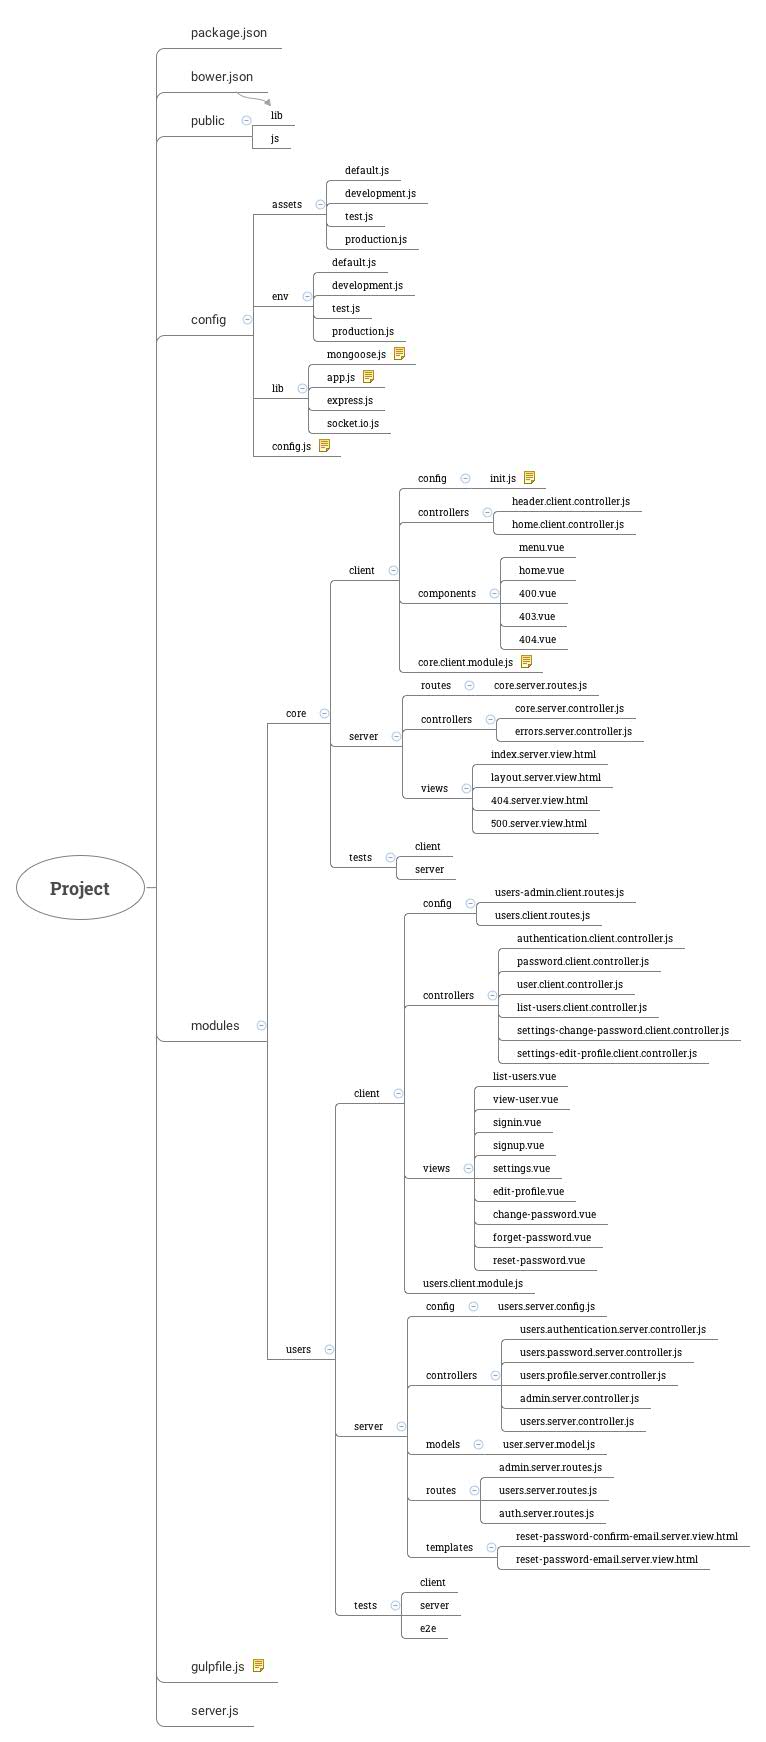 package.json
bower.json
public
lib
js
config
assets
default.js
development.js
test.js
production.js
env
default.js
development.js
test.js
production.js
lib
mongoose.js
app.js
express.js
socket.io.js
config.js
Project
modules
core
client
config
init.js
controllers
header.client.controller.js
home.client.controller.js
components
menu.vue
home.vue
400.vue
403.vue
404.vue
core.client.module.js
server
routes
core.server.routes.js
controllers
core.server.controller.js
errors.server.controller.js
views
index.server.view.html
layout.server.view.html
404.server.view.html
500.server.view.html
tests
client
server
users
client
config
users-admin.client.routes.js
users.client.routes.js
controllers
authentication.client.controller.js
password.client.controller.js
user.client.controller.js
list-users.client.controller.js
settings-change-password.client.controller.js
settings-edit-profile.client.controller.js
views
list-users.vue
view-user.vue
signin.vue
signup.vue
settings.vue
edit-profile.vue
change-password.vue
forget-password.vue
reset-password.vue
users.client.module.js
server
config
users.server.config.js
controllers
users.authentication.server.controller.js
users.password.server.controller.js
users.profile.server.controller.js
admin.server.controller.js
users.server.controller.js
models
user.server.model.js
routes
admin.server.routes.js
users.server.routes.js
auth.server.routes.js
templates
reset-password-confirm-email.server.view.html
reset-password-email.server.view.html
tests
client
server
e2e
gulpfile.js
server.js